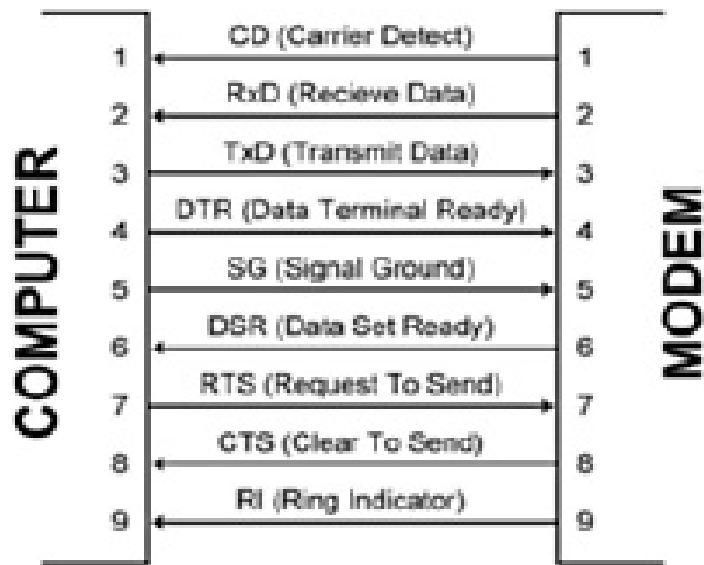 COMPUTER
MODEM
1 CD (Carrier Detect) 1
2 RxD (Recieve Data) 2
3 TxD (Transmit Data) 3
4 DTR (Data Terminal Ready) 4
5 SG (Signal Ground) 5
6 DSR (Data Set Ready) 6
7 RTS (Request To Send) 7
8 CTS (Clear To Send) 8
9 RI (Ring Indicator) 9